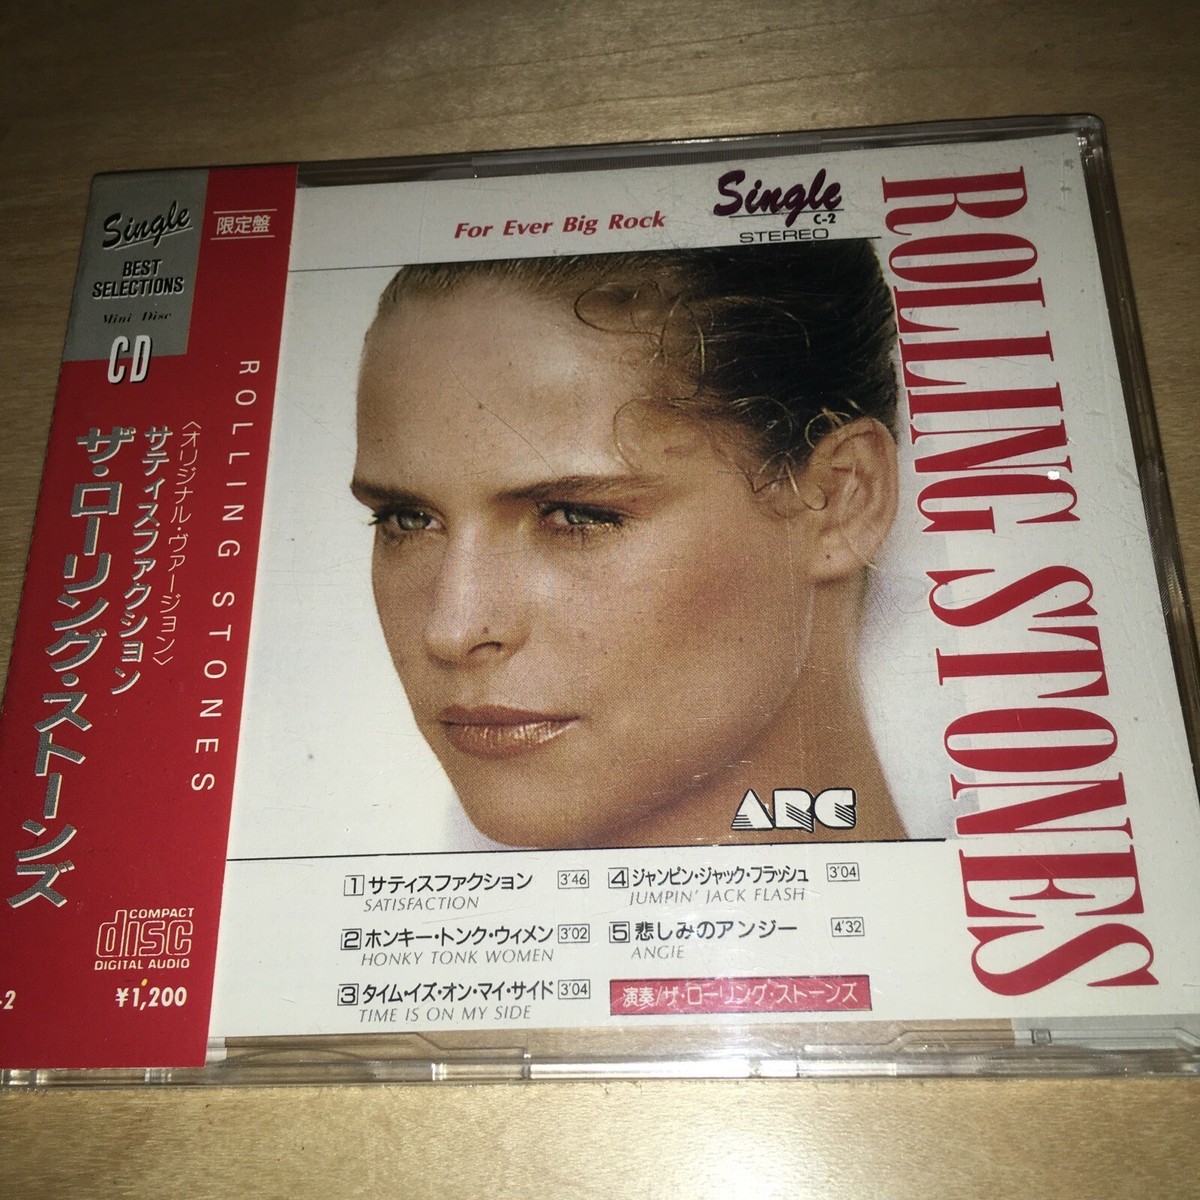 Single
BEST
SELECTIONS
Mini Disc
CD
限定盤
ROLLING STONES
〈オリジナル・ヴァージョン〉
サティスファクション
ザ・ローリング・ストーンズ
COMPACT
disc
DIGITAL AUDIO
-2
¥1,200
For Ever Big Rock
Single
C-2
STEREO
ROLLING STONES
ARC
1 サティスファクション 3'46
SATISFACTION
2 ホンキー・トンク・ウィメン 3'02
HONKY TONK WOMEN
3 タイム・イズ・オン・マイ・サイド 3'04
TIME IS ON MY SIDE
4 ジャンピン・ジャック・フラッシュ 3'04
JUMPIN' JACK FLASH
5 悲しみのアンジー 4'32
ANGIE
演奏/ザ・ローリング・ストーンズ